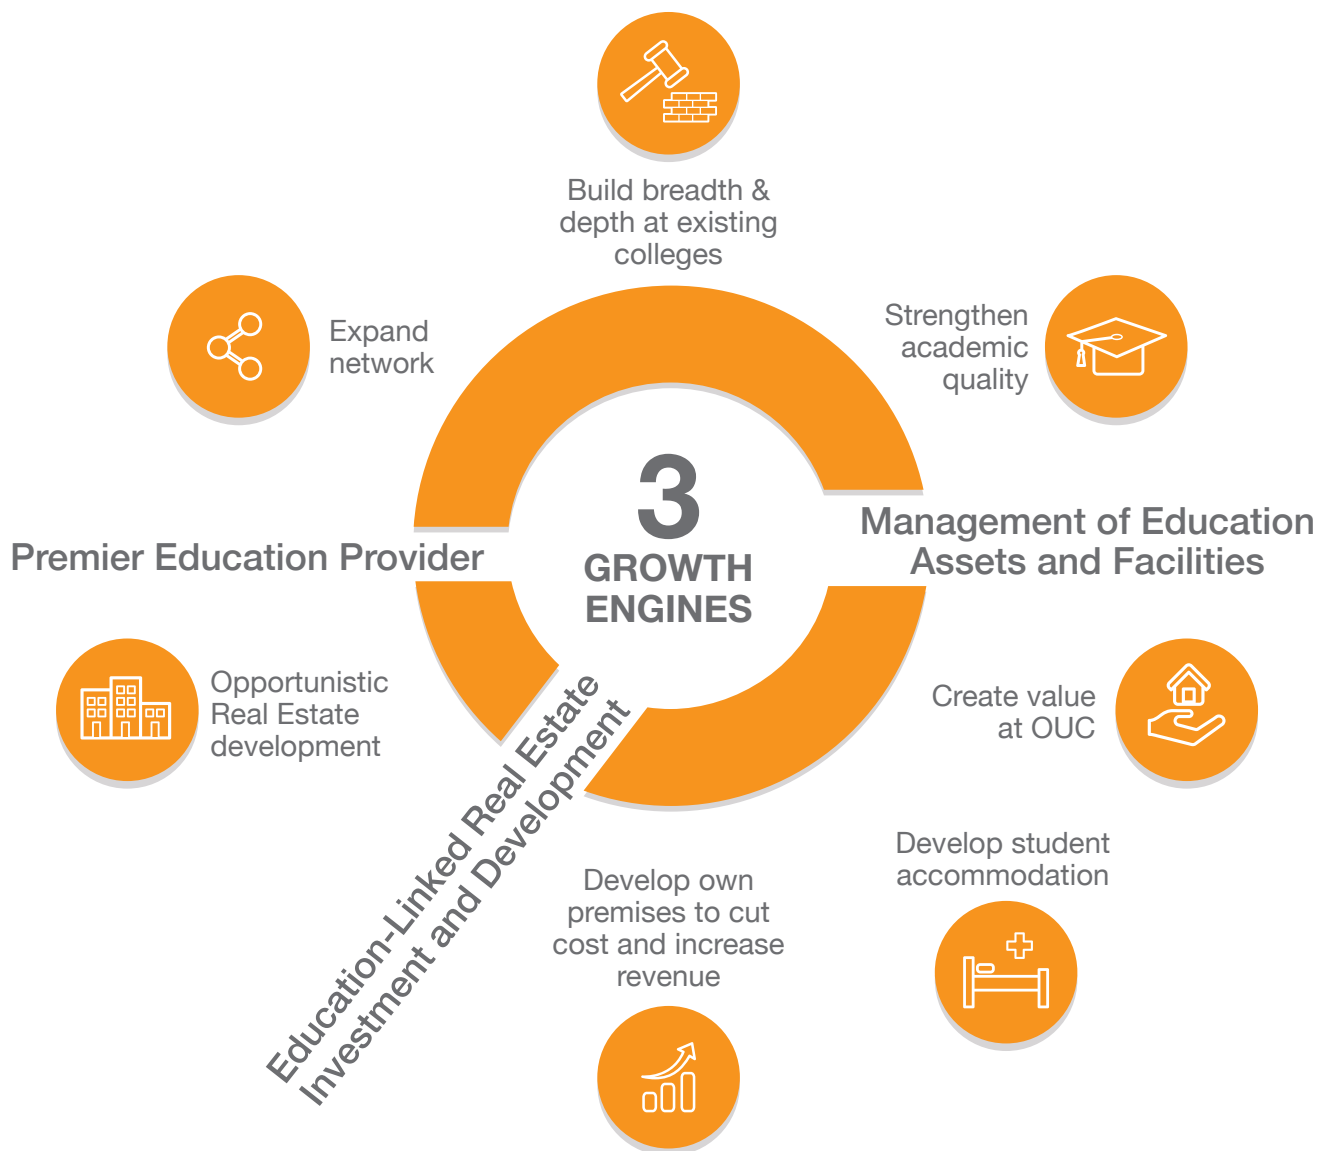 Build breadth &
depth at existing
colleges
Expand
network
Strengthen
academic
quality
3
GROWTH
ENGINES
Premier Education Provider
Management of Education
Assets and Facilities
Opportunistic
Real Estate
development
Education-Linked Real Estate
Investment and Development
Create value
at OUC
Develop student
accommodation
Develop own
premises to cut
cost and increase
revenue